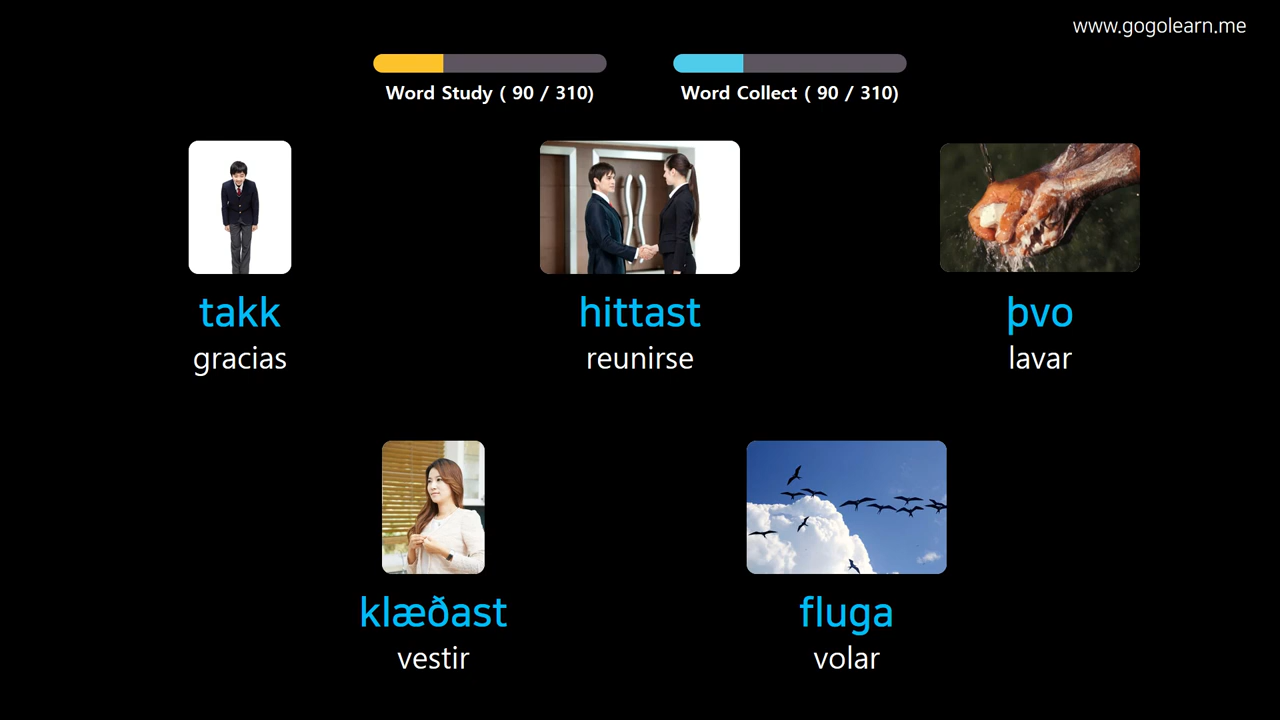 www.gogolearn.me
Word Study ( 90 / 310)
Word Collect ( 90 / 310)
takk
gracias
hittast
reunirse
þvo
lavar
klæðast
vestir
fluga
volar